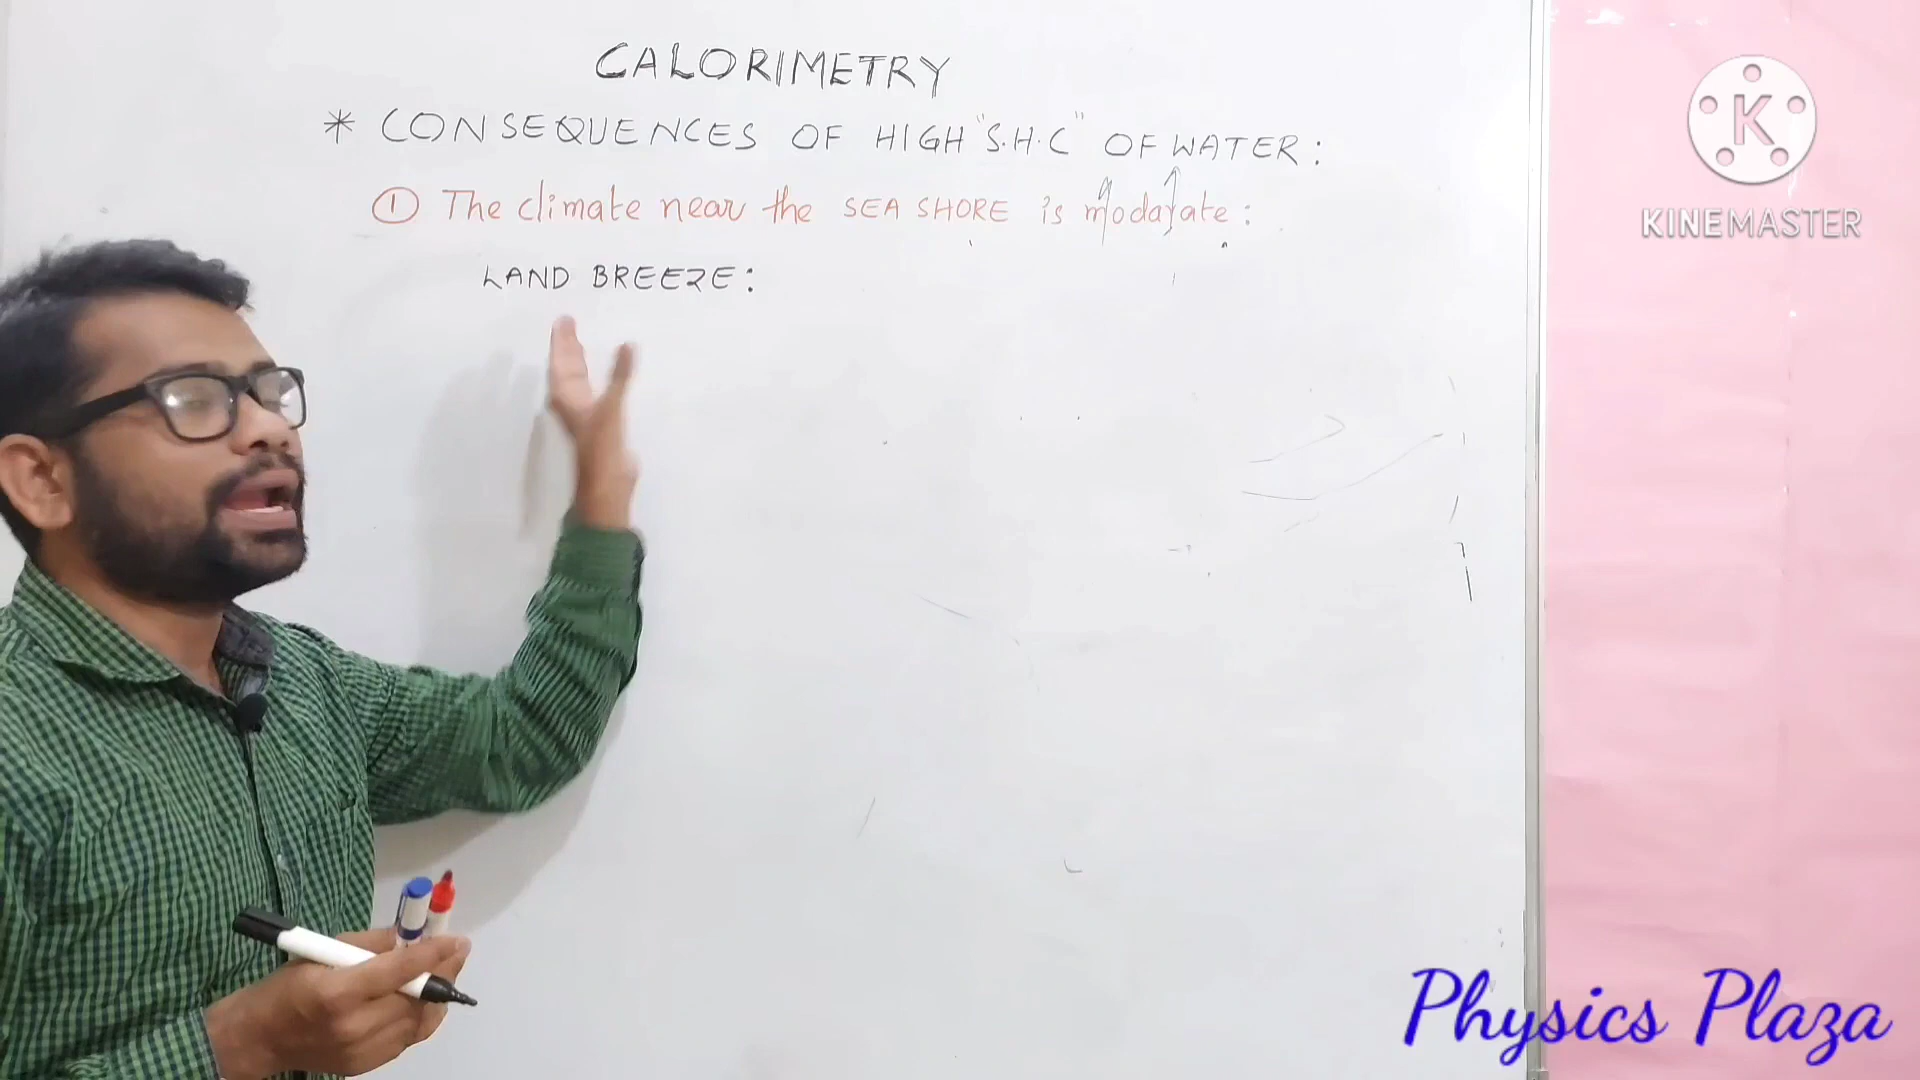 CALORIMETRY
* CONSEQUENCES OF HIGH "S.H.C" OF WATER:
① The climate near the SEA SHORE is modarate:
LAND BREEZE:
K
KINEMASTER
Physics Plaza